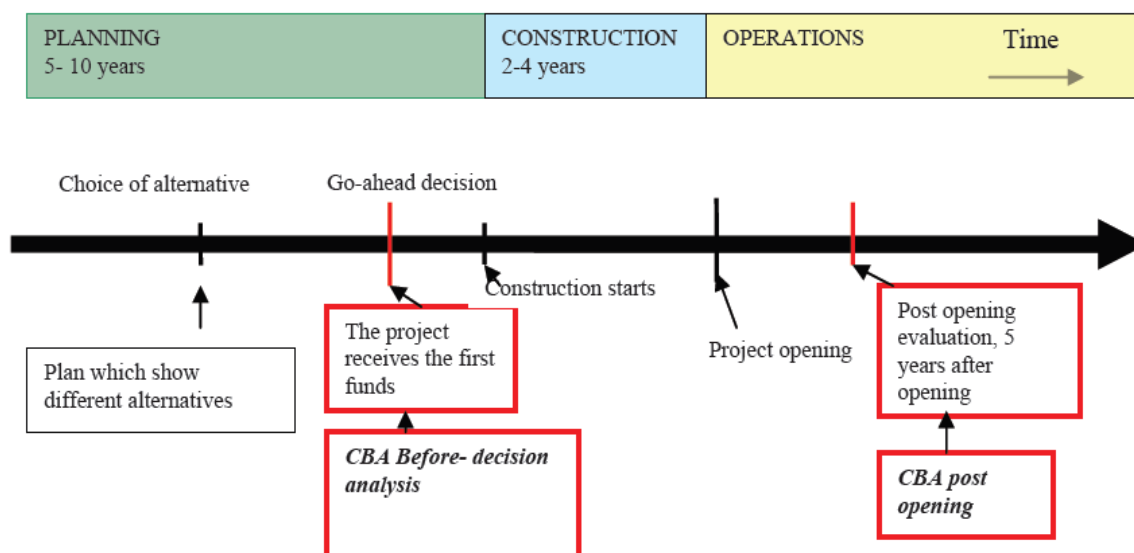 PLANNING
5- 10 years
CONSTRUCTION
2-4 years
OPERATIONS
Time
Choice of alternative
Go-ahead decision
Construction starts
Project opening
Plan which show
different alternatives
The project
receives the first
funds
Post opening
evaluation, 5
years after
opening
CBA Before- decision
analysis
CBA post
opening